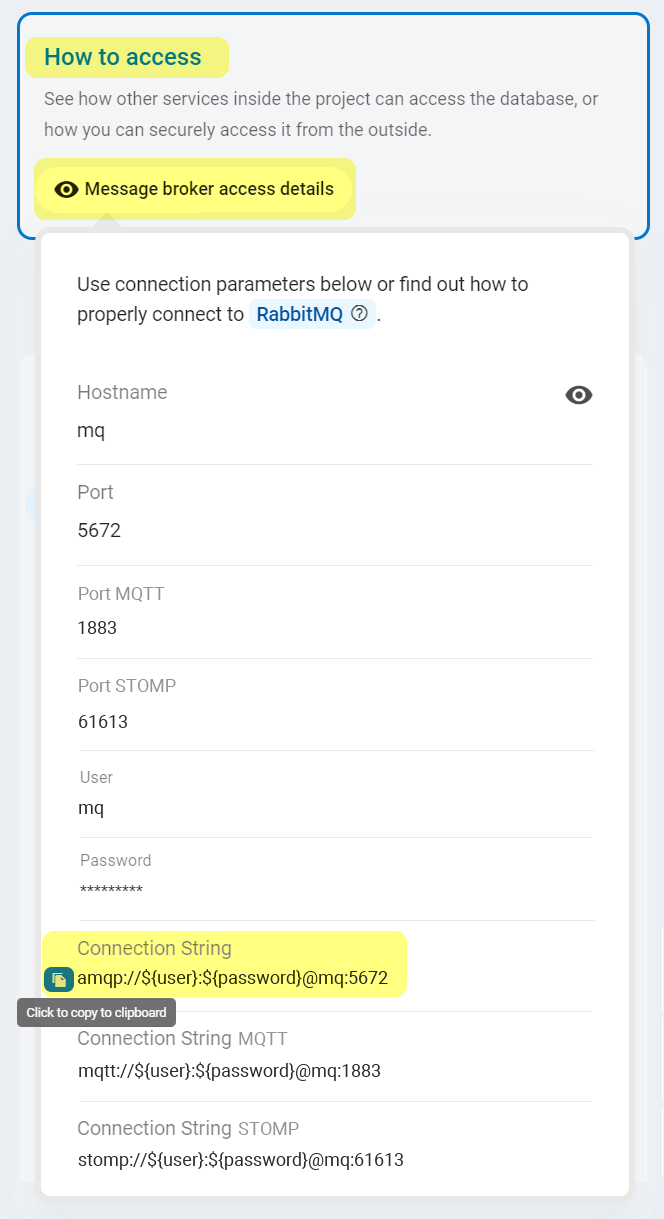 How to access
See how other services inside the project can access the database, or
how you can securely access it from the outside.
Message broker access details
Use connection parameters below or find out how to
properly connect to RabbitMQ ? .
Hostname
mq
Port
5672
Port MQTT
1883
Port STOMP
61613
User
mq
Password
*********
Connection String
amqp://${user}:${password}@mq:5672
Click to copy to clipboard
Connection String MQTT
mqtt://${user}:${password}@mq:1883
Connection String STOMP
stomp://${user}:${password}@mq:61613